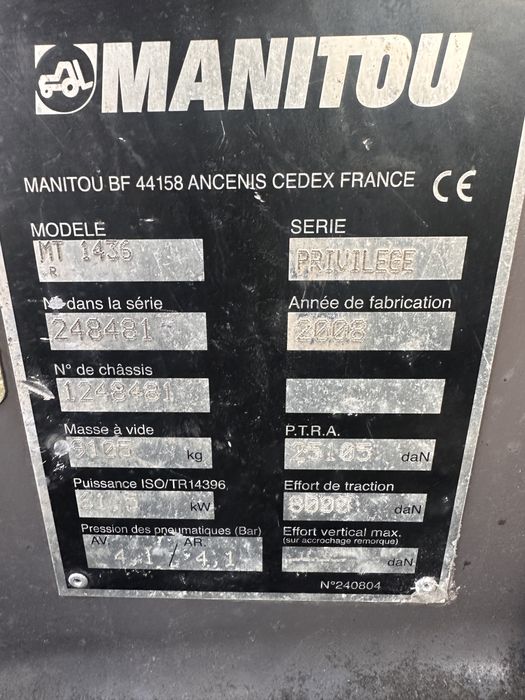 MANITOU
MANITOU BF 44158 ANCENIS CEDEX FRANCE CE
MODELE SERIE
MT 1436 PRIVILEGE
R
N° dans la série Année de fabrication
248481 2008
N° de châssis
1248481
Masse à vide P.T.R.A.
9105 kg 23105 daN
Puissance ISO/TR14396 Effort de traction
kW 8000 daN
Pression des pneumatiques (Bar) Effort vertical max.
AV. AR. (sur accrochage remorque)
4,1 / 4,1 daN
N°240804